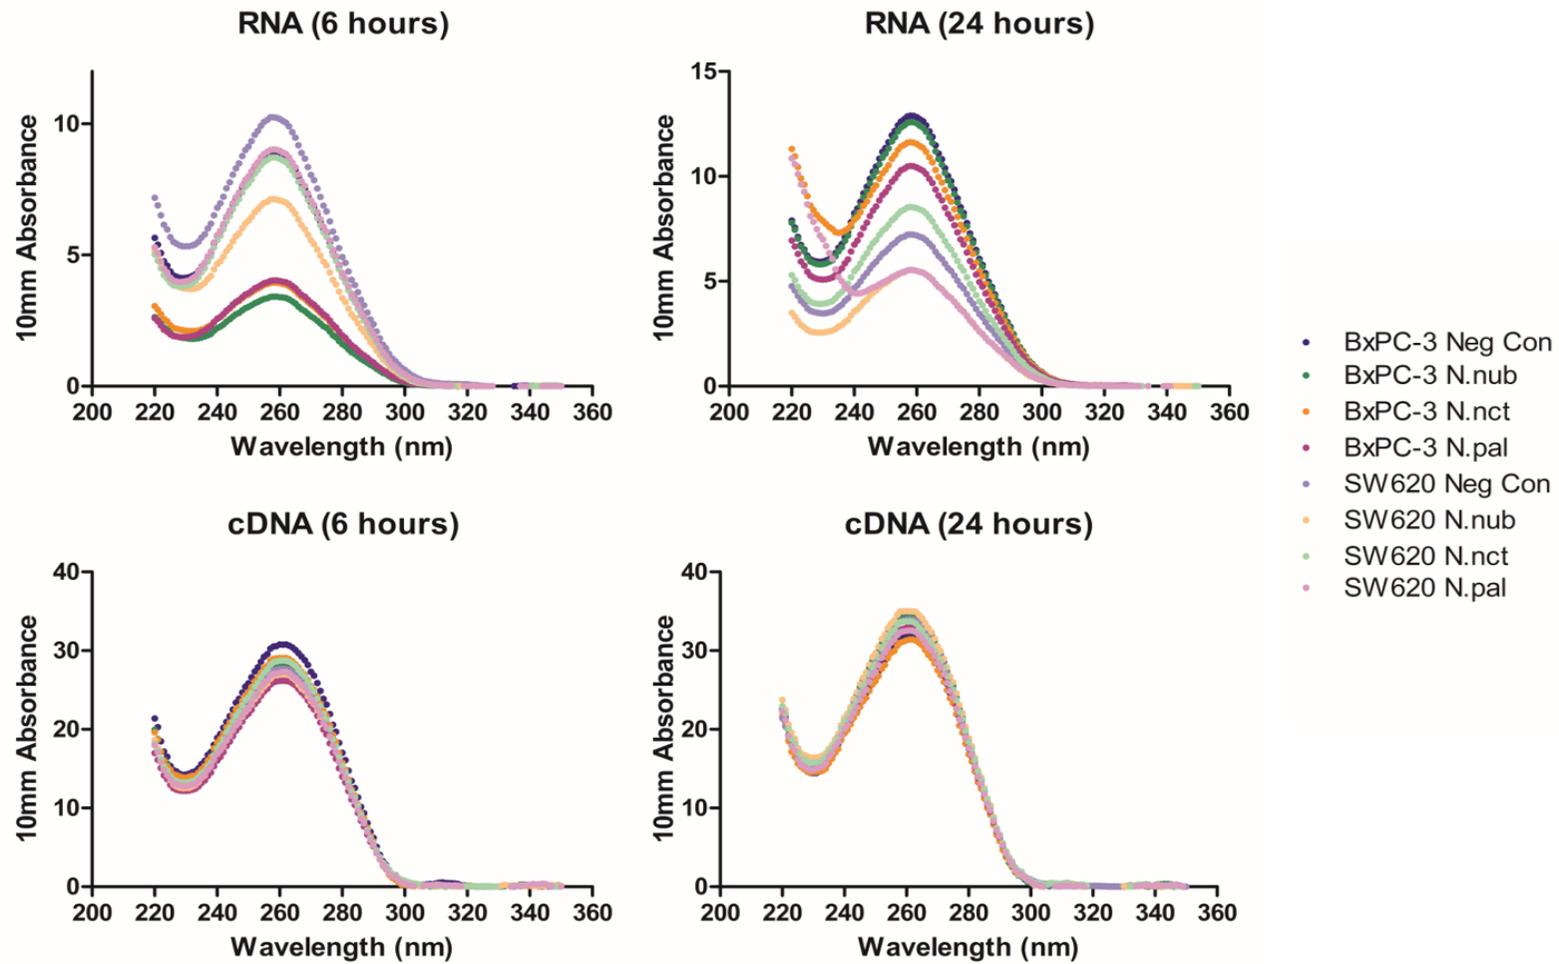 RNA (6 hours)
10mm Absorbance
10
5
0
200 220 240 260 280 300 320 340 360
Wavelength (nm)
RNA (24 hours)
10mm Absorbance
15
10
5
0
200 220 240 260 280 300 320 340 360
Wavelength (nm)
cDNA (6 hours)
10mm Absorbance
40
30
20
10
0
200 220 240 260 280 300 320 340 360
Wavelength (nm)
cDNA (24 hours)
10mm Absorbance
40
30
20
10
0
200 220 240 260 280 300 320 340 360
Wavelength (nm)
BxPC-3 Neg Con
BxPC-3 N.nub
BxPC-3 N.nct
BxPC-3 N.pal
SW620 Neg Con
SW620 N.nub
SW620 N.nct
SW620 N.pal